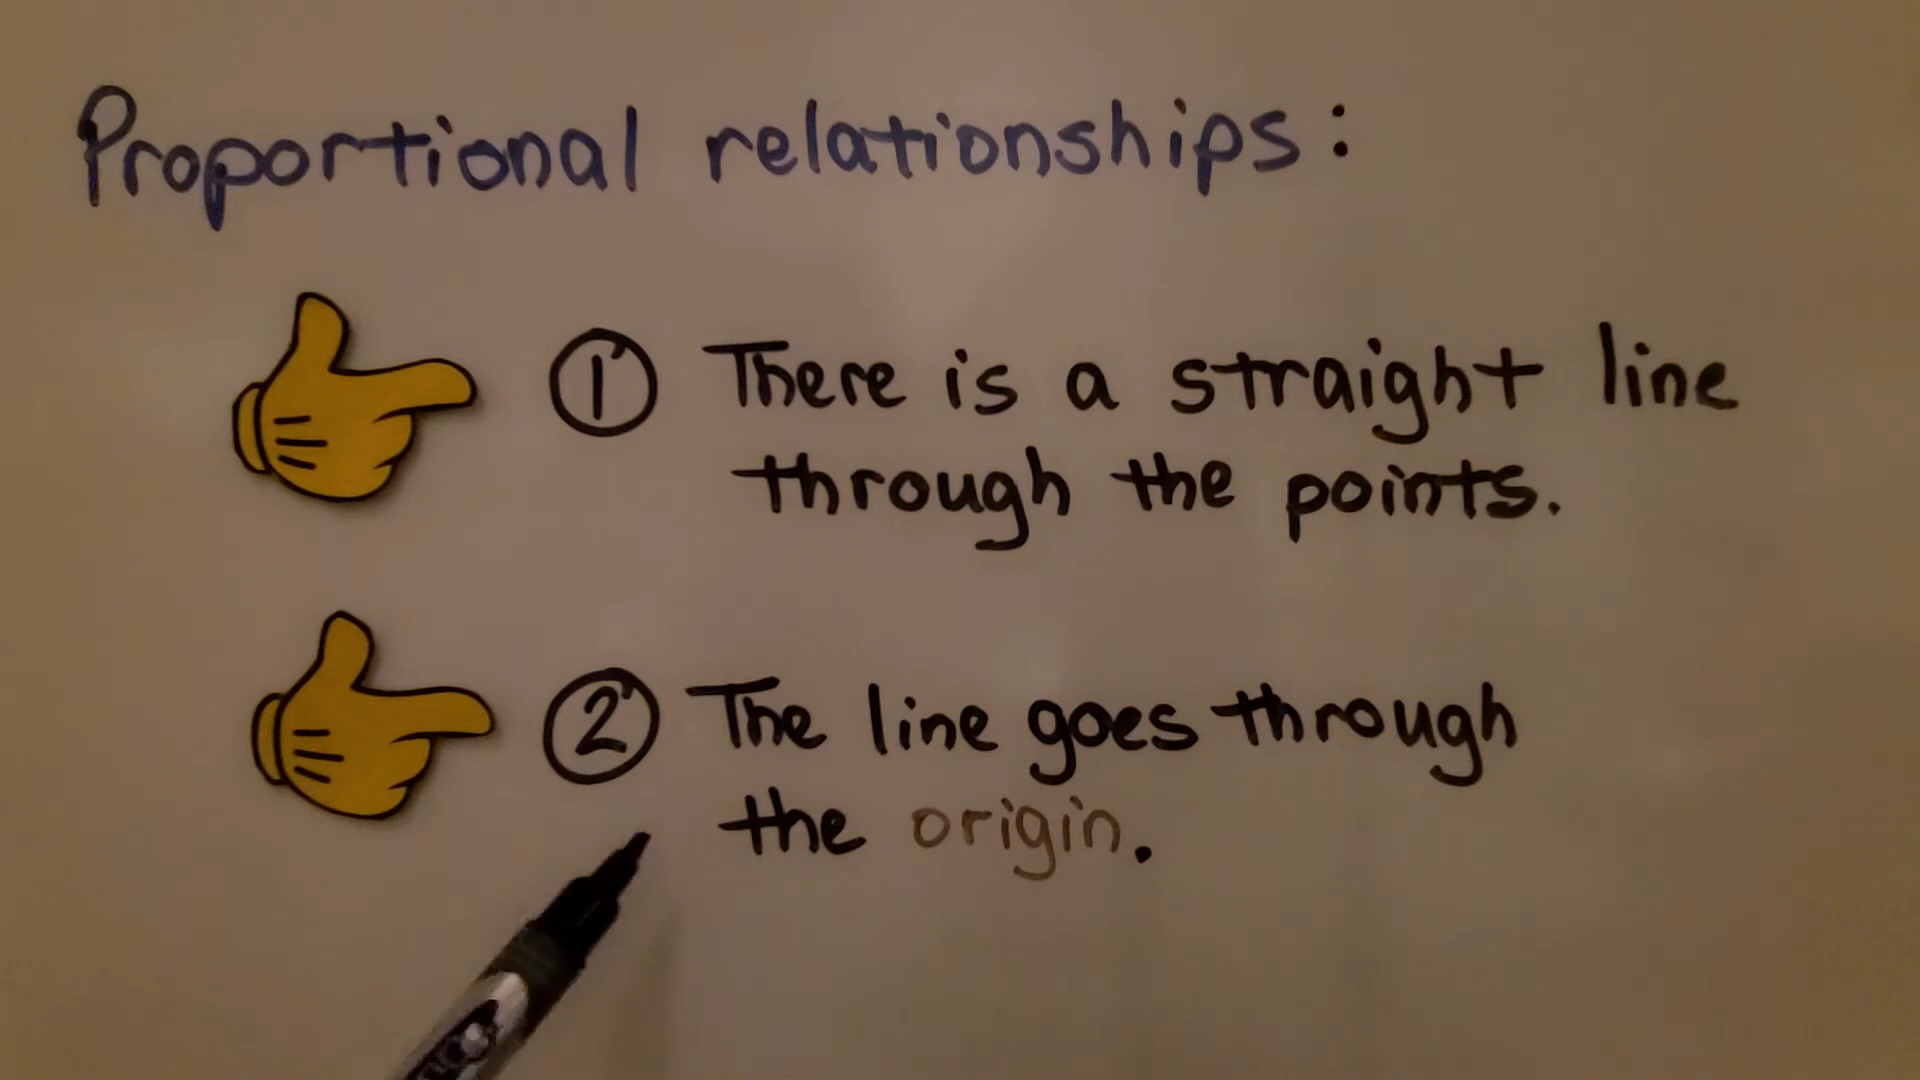 Proportional relationships:
① There is a straight line
through the points.
② The line goes through
the origin.